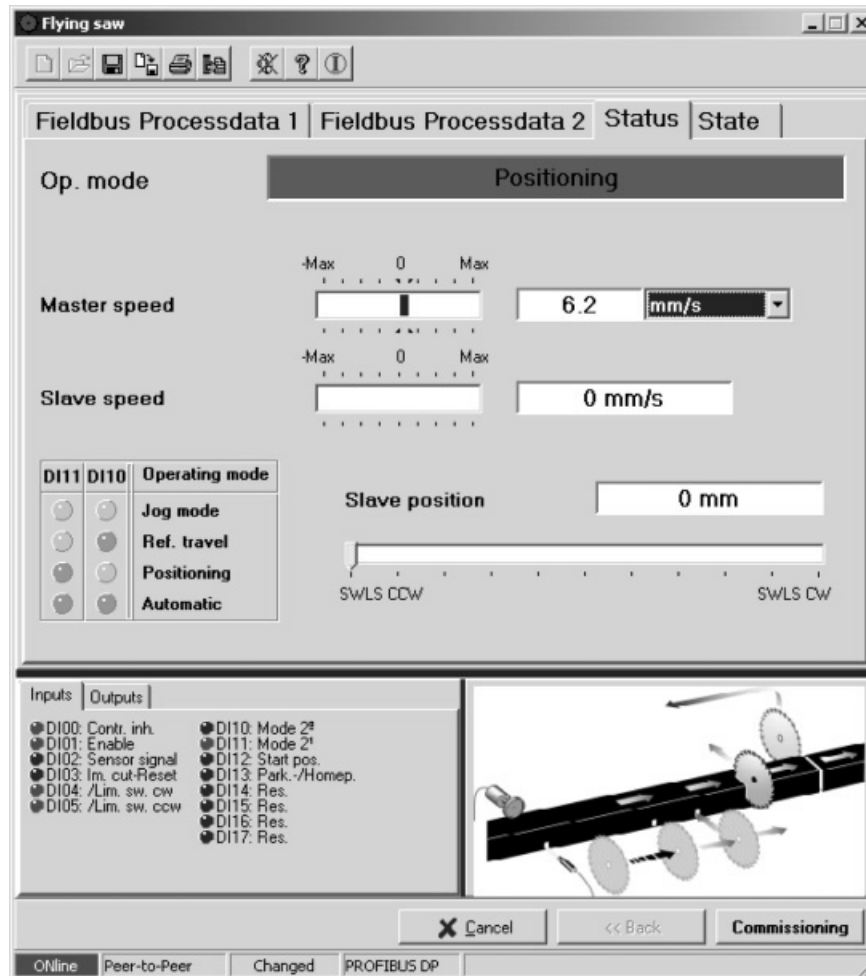 Flying saw
Fieldbus Processdata 1 Fieldbus Processdata 2 Status State
Op. mode Positioning
-Max 0 Max
Master speed 6.2 mm/s
-Max 0 Max
Slave speed 0 mm/s
DI11 DI10 Operating mode
Jog mode
Ref. travel
Positioning
Automatic
Slave position 0 mm
SWLS CCW SWLS CW
Inputs Outputs
DI00: Contr. inh.
DI01: Enable
DI02: Sensor signal
DI03: Im. cut-Reset
DI04: /Lim. sw. cw
DI05: /Lim. sw. ccw
DI10: Mode 2º
DI11: Mode 2¹
DI12: Start pos.
DI13: Park.-/Homep.
DI14: Res.
DI15: Res.
DI16: Res.
DI17: Res.
Cancel << Back Commissioning
ONline Peer-to-Peer Changed PROFIBUS DP